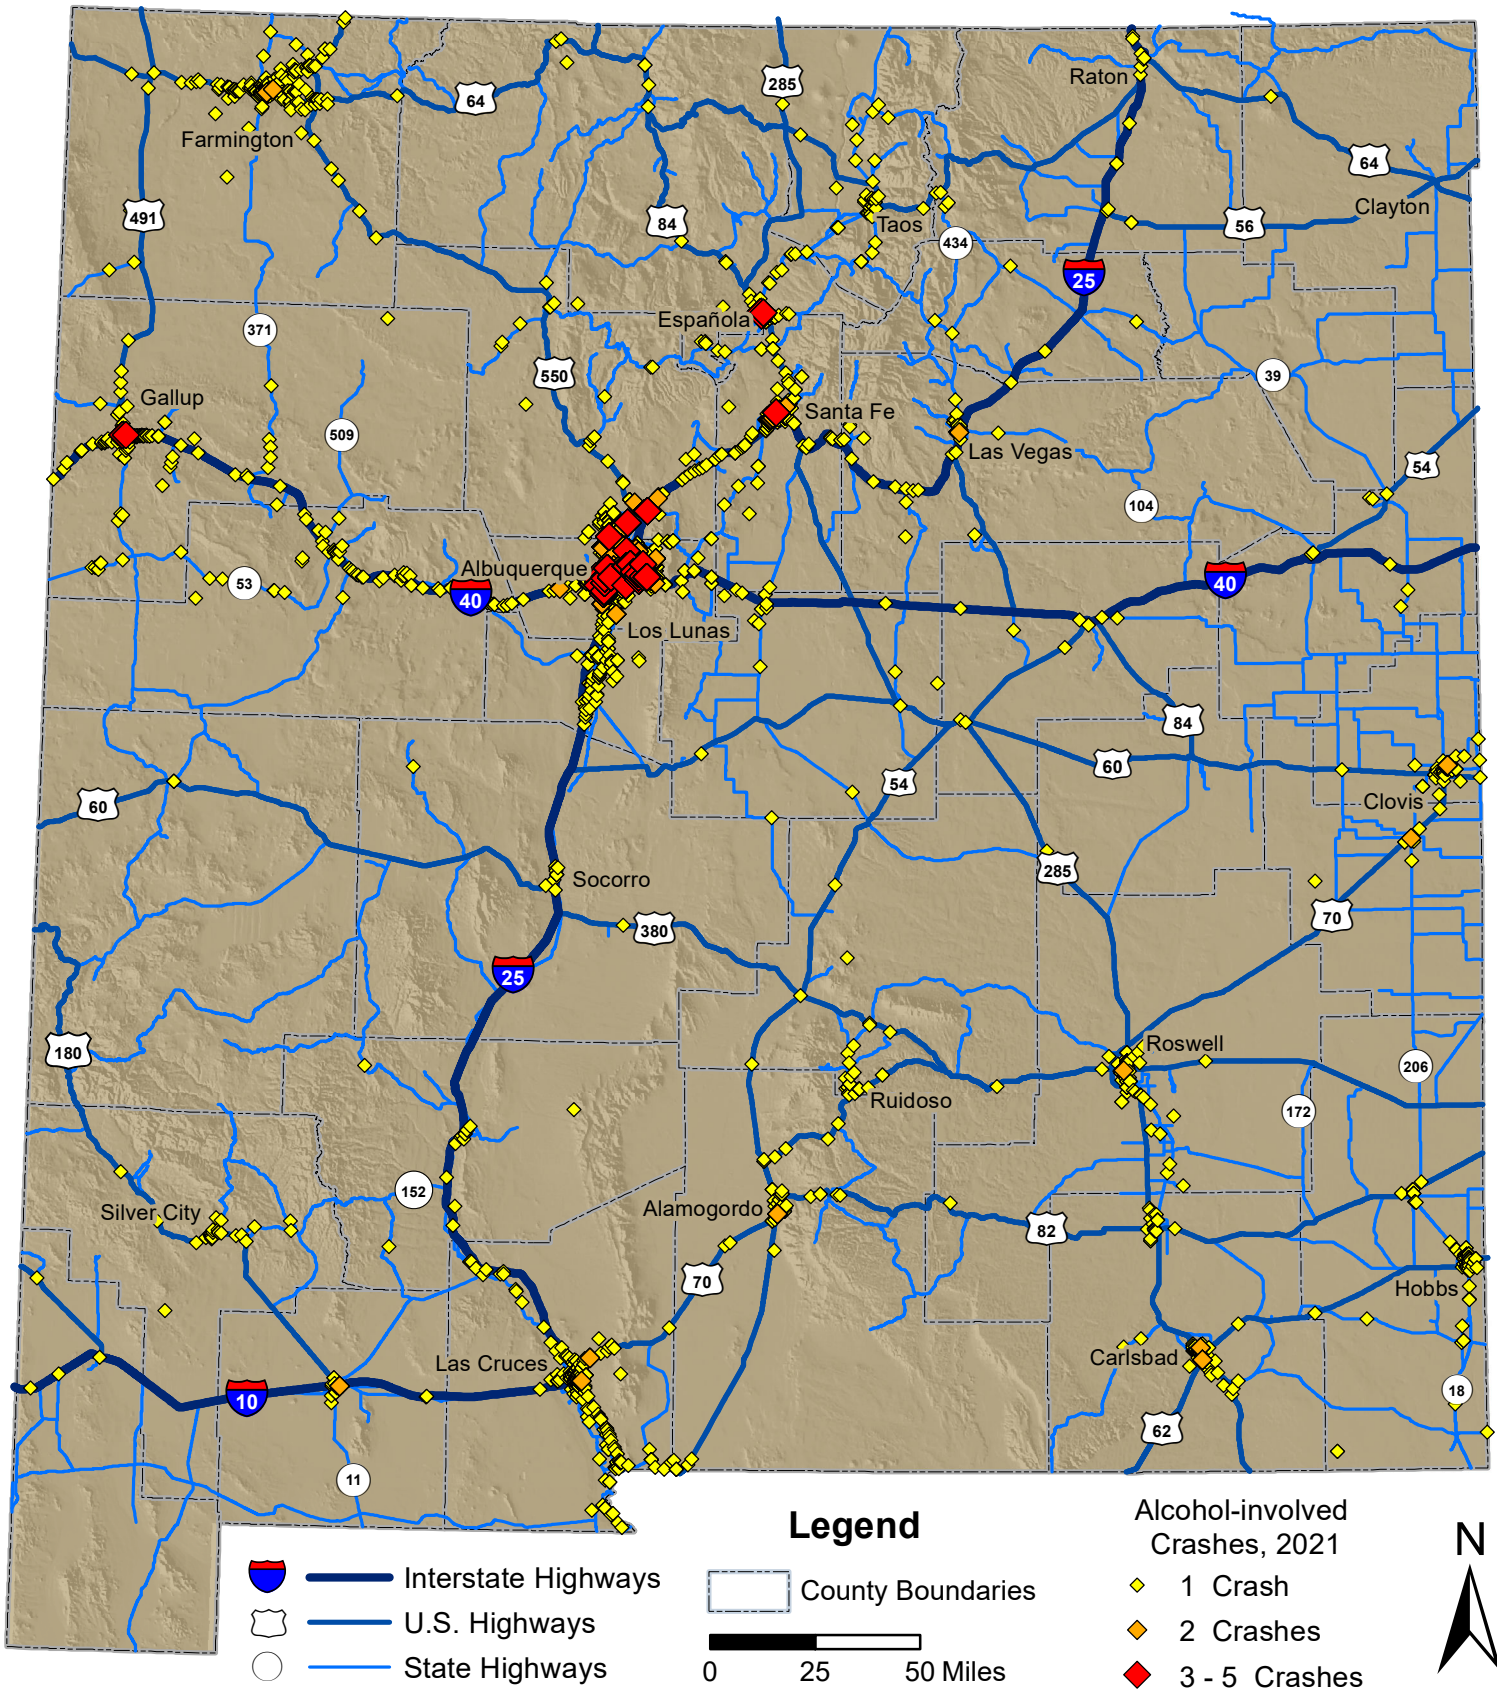 Raton
285
64
Farmington
64
Clayton
491
84
Taos
56
434
25
371
Española
550
39
Gallup
Santa Fe
509
Las Vegas
54
104
Albuquerque
40
53
40
Los Lunas
84
60
54
60
Clovis
285
Socorro
70
380
25
180
Roswell
206
Ruidoso
172
152
Silver City
Alamogordo
82
70
Hobbs
Las Cruces
Carlsbad
10
18
62
11
Legend
Interstate Highways
U.S. Highways
State Highways
County Boundaries
0 25 50 Miles
Alcohol-involved
Crashes, 2021
1 Crash
2 Crashes
3 - 5 Crashes
N